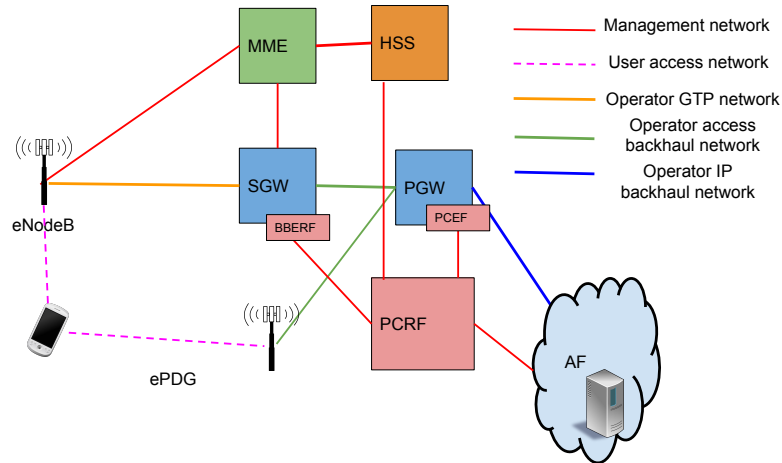 MME
HSS
Management network
User access network
Operator GTP network
Operator access
backhaul network
Operator IP
backhaul network
SGW
PGW
BBERF
PCEF
eNodeB
PCRF
AF
ePDG